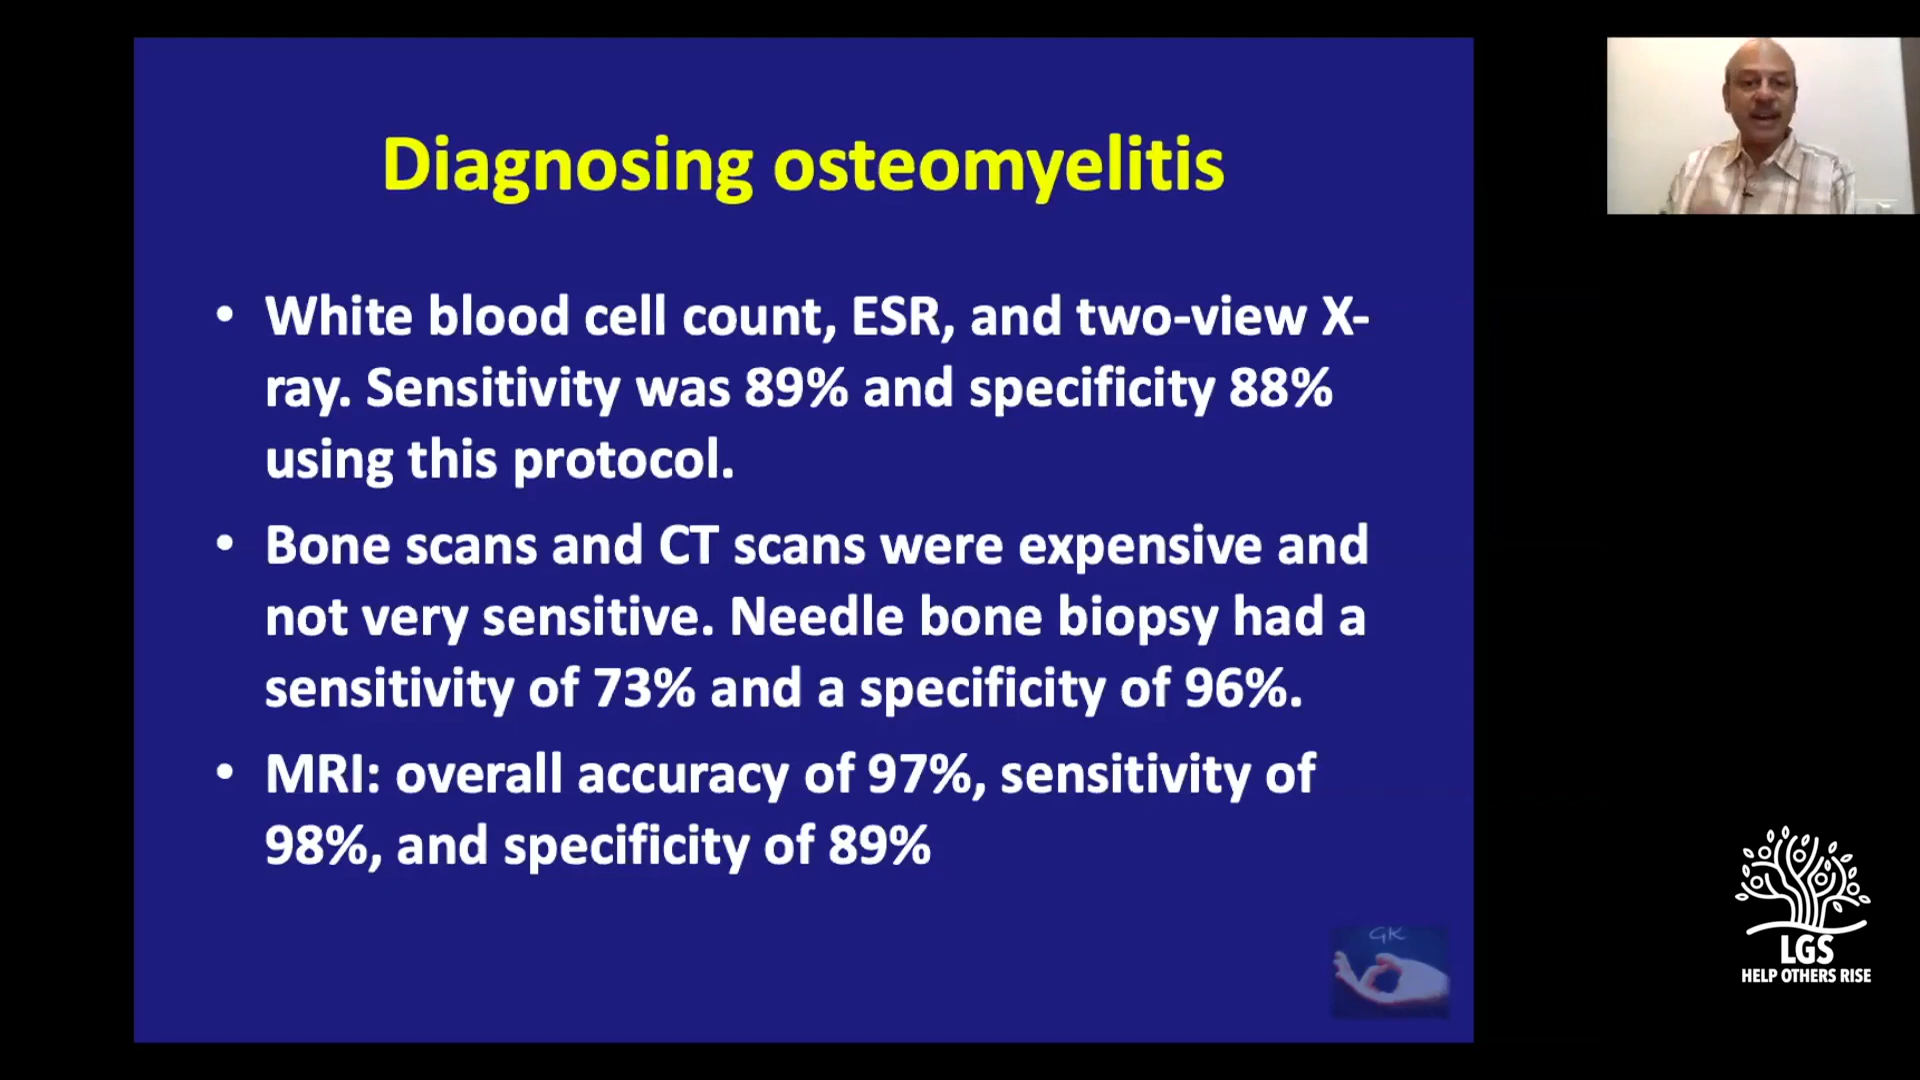 Diagnosing osteomyelitis
• White blood cell count, ESR, and two-view X-
ray. Sensitivity was 89% and specificity 88%
using this protocol.
• Bone scans and CT scans were expensive and
not very sensitive. Needle bone biopsy had a
sensitivity of 73% and a specificity of 96%.
• MRI: overall accuracy of 97%, sensitivity of
98%, and specificity of 89%
GK
LGS
HELP OTHERS RISE